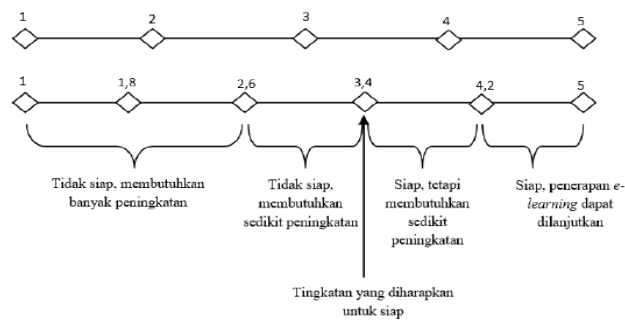 1 2 3 4 5
1 1,8 2,6 3,4 4,2 5
Tidak siap, membutuhkan
banyak peningkatan
Tidak siap,
membutuhkan
sedikit peningkatan
Siap, tetapi
membutuhkan
sedikit
peningkatan
Siap, penerapan e-
learning dapat
dilanjutkan
Tingkatan yang diharapkan
untuk siap